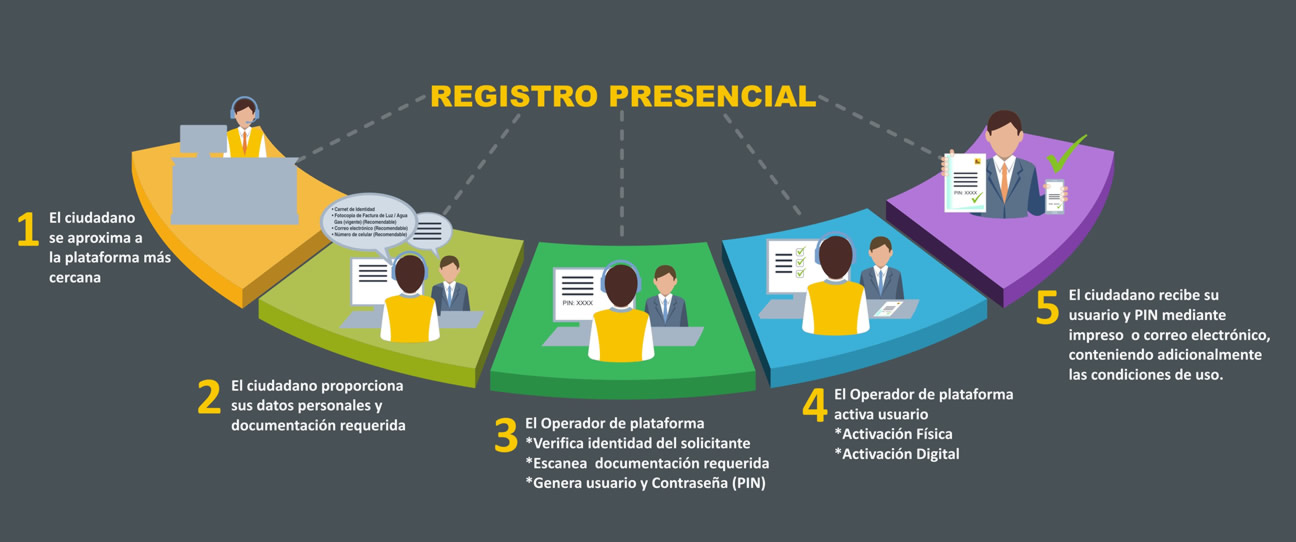 REGISTRO PRESENCIAL
1
El ciudadano
se aproxima a
la plataforma más
cercana
• Carnet de identidad
• Fotocopia de Factura de Luz / Agua
Gas (vigente) (Recomendable)
• Correo electrónico (Recomendable)
• Número de celular (Recomendable)
2
El ciudadano proporciona
sus datos personales y
documentación requerida
PIN: XXXX
3
El Operador de plataforma
*Verifica identidad del solicitante
*Escanea documentación requerida
*Genera usuario y Contraseña (PIN)
4
El Operador de plataforma
activa usuario
*Activación Física
*Activación Digital
PIN: XXXX
5
El ciudadano recibe su
usuario y PIN mediante
impreso o correo electrónico,
conteniendo adicionalmente
las condiciones de uso.